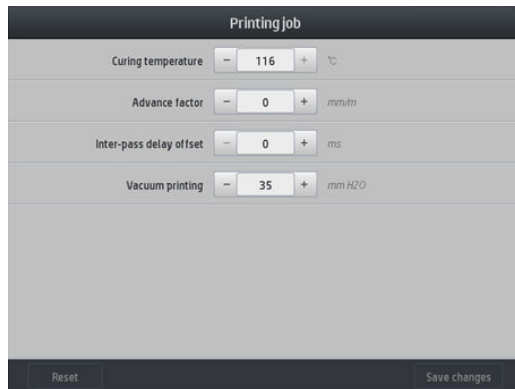 Printing job
Curing temperature - 116 + °C
Advance factor - 0 + mm/m
Inter-pass delay offset - 0 + ms
Vacuum printing - 35 + mm H2O
Reset Save changes